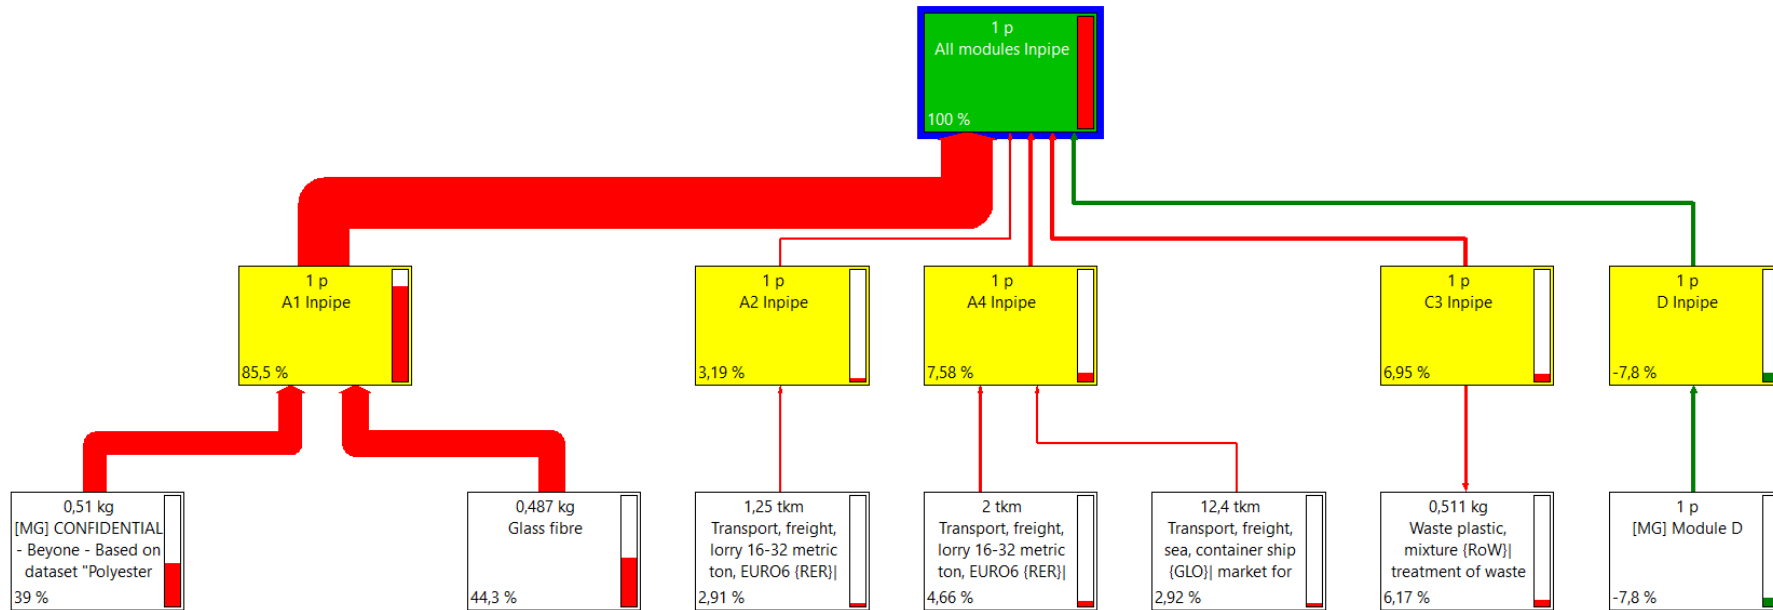 1 p
All modules Inpipe
100 %
1 p
A1 Inpipe
85,5 %
1 p
A2 Inpipe
3,19 %
1 p
A4 Inpipe
7,58 %
1 p
C3 Inpipe
6,95 %
1 p
D Inpipe
-7,8 %
0,51 kg
[MG] CONFIDENTIAL
- Beyone - Based on
dataset "Polyester
39 %
0,487 kg
Glass fibre
44,3 %
1,25 tkm
Transport, freight,
lorry 16-32 metric
ton, EURO6 {RER}|
2,91 %
2 tkm
Transport, freight,
lorry 16-32 metric
ton, EURO6 {RER}|
4,66 %
12,4 tkm
Transport, freight,
sea, container ship
{GLO}| market for
2,92 %
0,511 kg
Waste plastic,
mixture {RoW}|
treatment of waste
6,17 %
1 p
[MG] Module D
-7,8 %